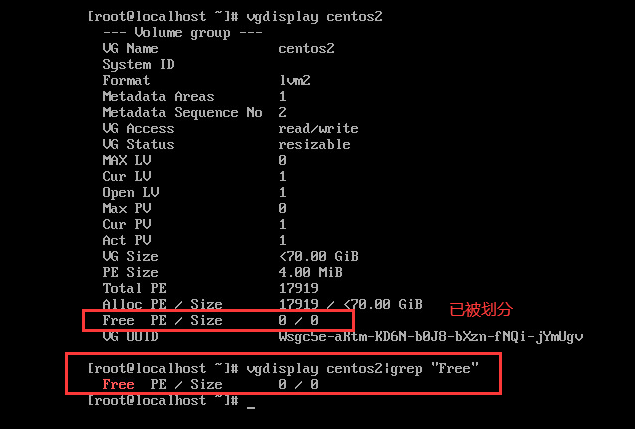 [root@localhost ~]# vgdisplay centos2
--- Volume group ---
VG Name centos2
System ID
Format lvm2
Metadata Areas 1
Metadata Sequence No 2
VG Access read/write
VG Status resizable
MAX LV 0
Cur LV 1
Open LV 1
Max PV 0
Cur PV 1
Act PV 1
VG Size <70.00 GiB
PE Size 4.00 MiB
Total PE 17919
Alloc PE / Size 17919 / <70.00 GiB 已被划分
Free PE / Size 0 / 0
VG UUID Wsgc5e-aRtm-KD6N-b0J8-bXzn-fNQi-jYmUgv
[root@localhost ~]# vgdisplay centos2|grep "Free"
Free PE / Size 0 / 0
[root@localhost ~]# _